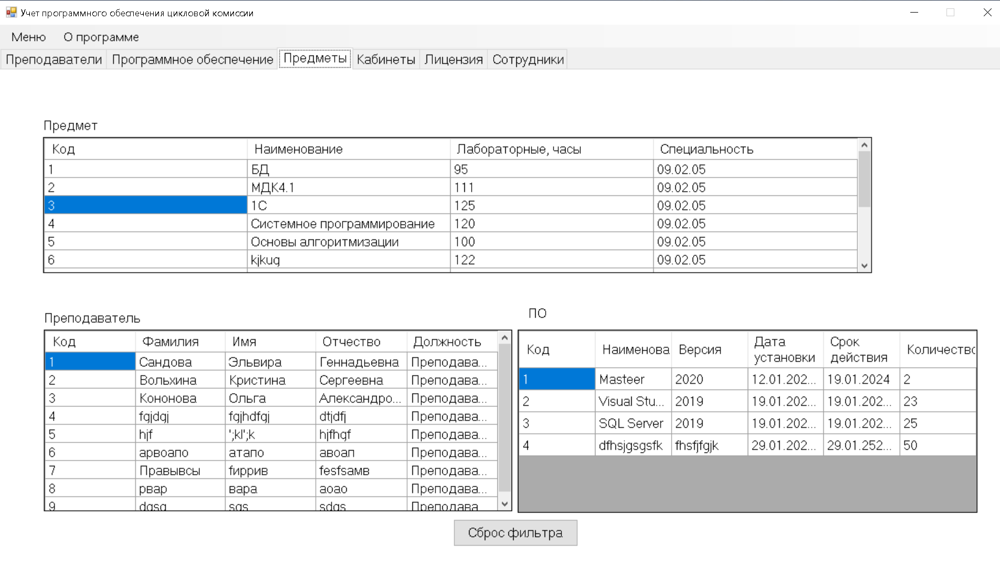 Учет программного обеспечения цикловой комиссии
Меню О программе
Преподаватели Программное обеспечение Предметы Кабинеты Лицензия Сотрудники
Предмет
Код Наименование Лабораторные, часы Специальность
1 БД 95 09.02.05
2 МДК4.1 111 09.02.05
3 1С 125 09.02.05
4 Системное программирование 120 09.02.05
5 Основы алгоритмизации 100 09.02.05
6 kjkug 122 09.02.05
Преподаватель
Код Фамилия Имя Отчество Должность
1 Сандова Эльвира Геннадьевна Преподава...
2 Вольхина Кристина Сергеевна Преподава...
3 Кононова Ольга Александро... Преподава...
4 fgjdgj fgjhdfgj dtjdfj Преподава...
5 hjf ';kl';k hjfhgf Преподава...
6 арвоапо атапо авоап Преподава...
7 Правывсы fиррив fesfsамв Преподава...
8 рвар вара аоао Преподава...
9 dgsg sgs sdgs Преподава
ПО
Код Наименова Версия Дата установки Срок действия Количество
1 Masteer 2020 12.01.202... 19.01.2024 2
2 Visual Stu... 2019 19.01.202... 19.01.202... 23
3 SQL Server 2019 19.01.202... 19.01.202... 25
4 dfhsjgsgsfk fhsfjfgjk 29.01.202... 29.01.252... 50
Сброс фильтра